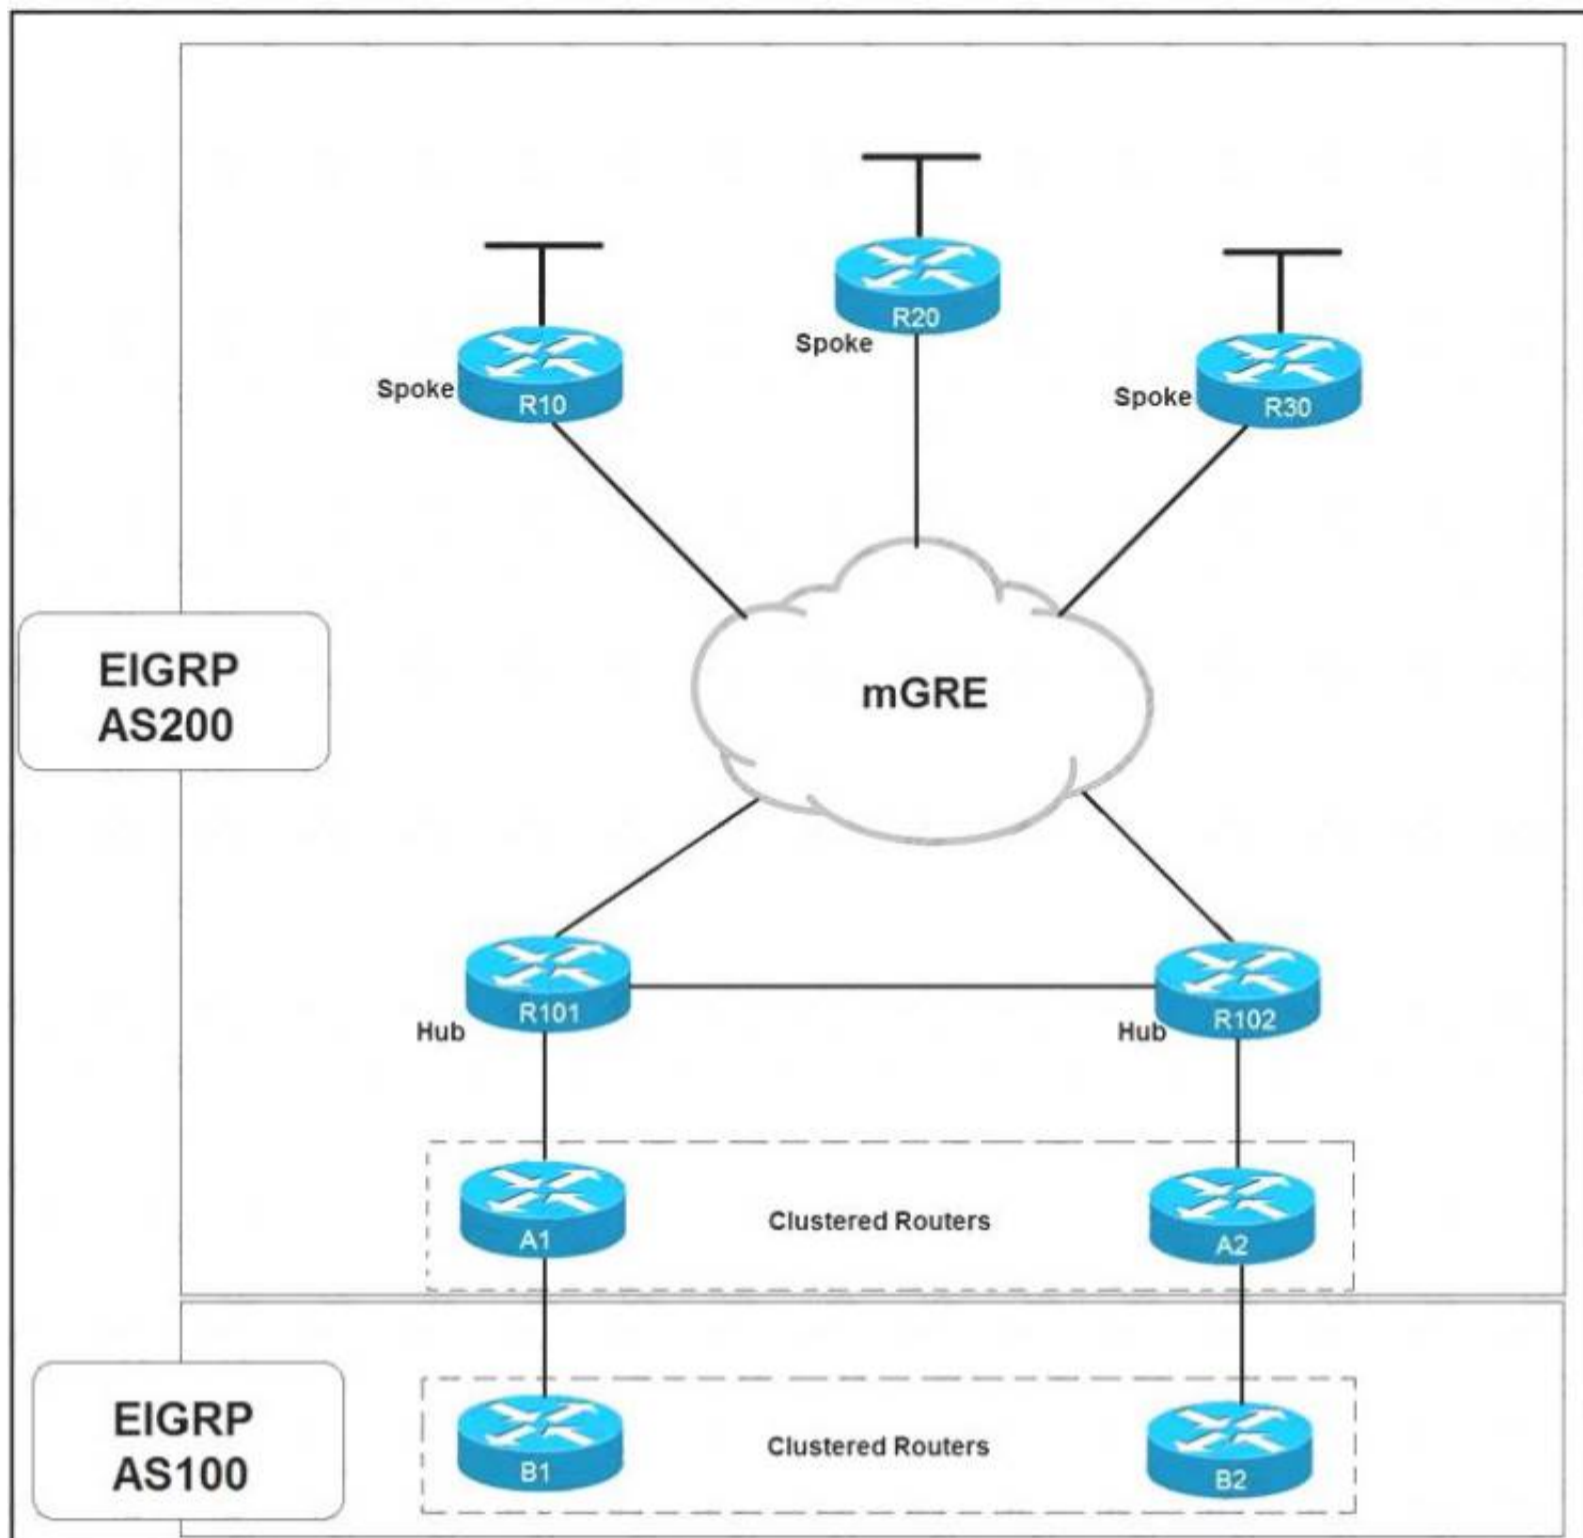 R20
Spoke
R10
Spoke
R30
Spoke
mGRE
EIGRP
AS200
R101
Hub
R102
Hub
A1
Clustered Routers
A2
EIGRP
AS100
B1
Clustered Routers
B2